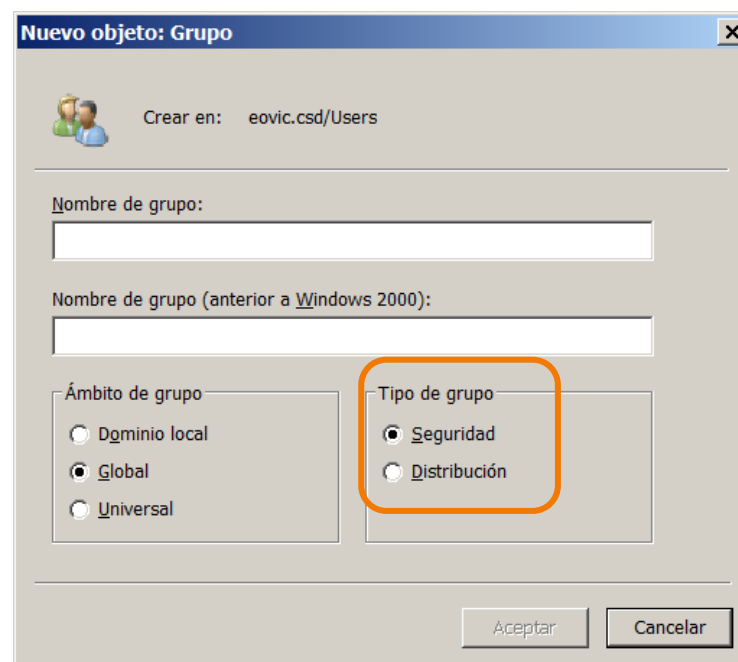 Nuevo objeto: Grupo
Crear en: eovic.csd/Users
Nombre de grupo:
Nombre de grupo (anterior a Windows 2000):
Ámbito de grupo
Dominio local
Global
Universal
Tipo de grupo
Seguridad
Distribución
Aceptar
Cancelar